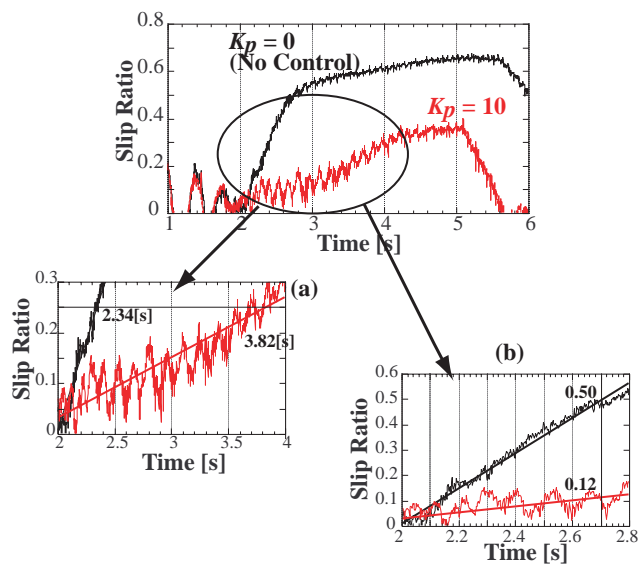 0.8
0.6
0.4
0.2
0
Slip Ratio
Kp = 0
(No Control)
Kp = 10
1 2 3 4 5 6
Time [s]
(a)
0.3
0.2
0.1
0
Slip Ratio
2.34[s]
3.82[s]
2 2.5 3 3.5 4
Time [s]
(b)
0.6
0.5
0.4
0.3
0.2
0.1
0
Slip Ratio
0.50
0.12
2 2.2 2.4 2.6 2.8
Time [s]